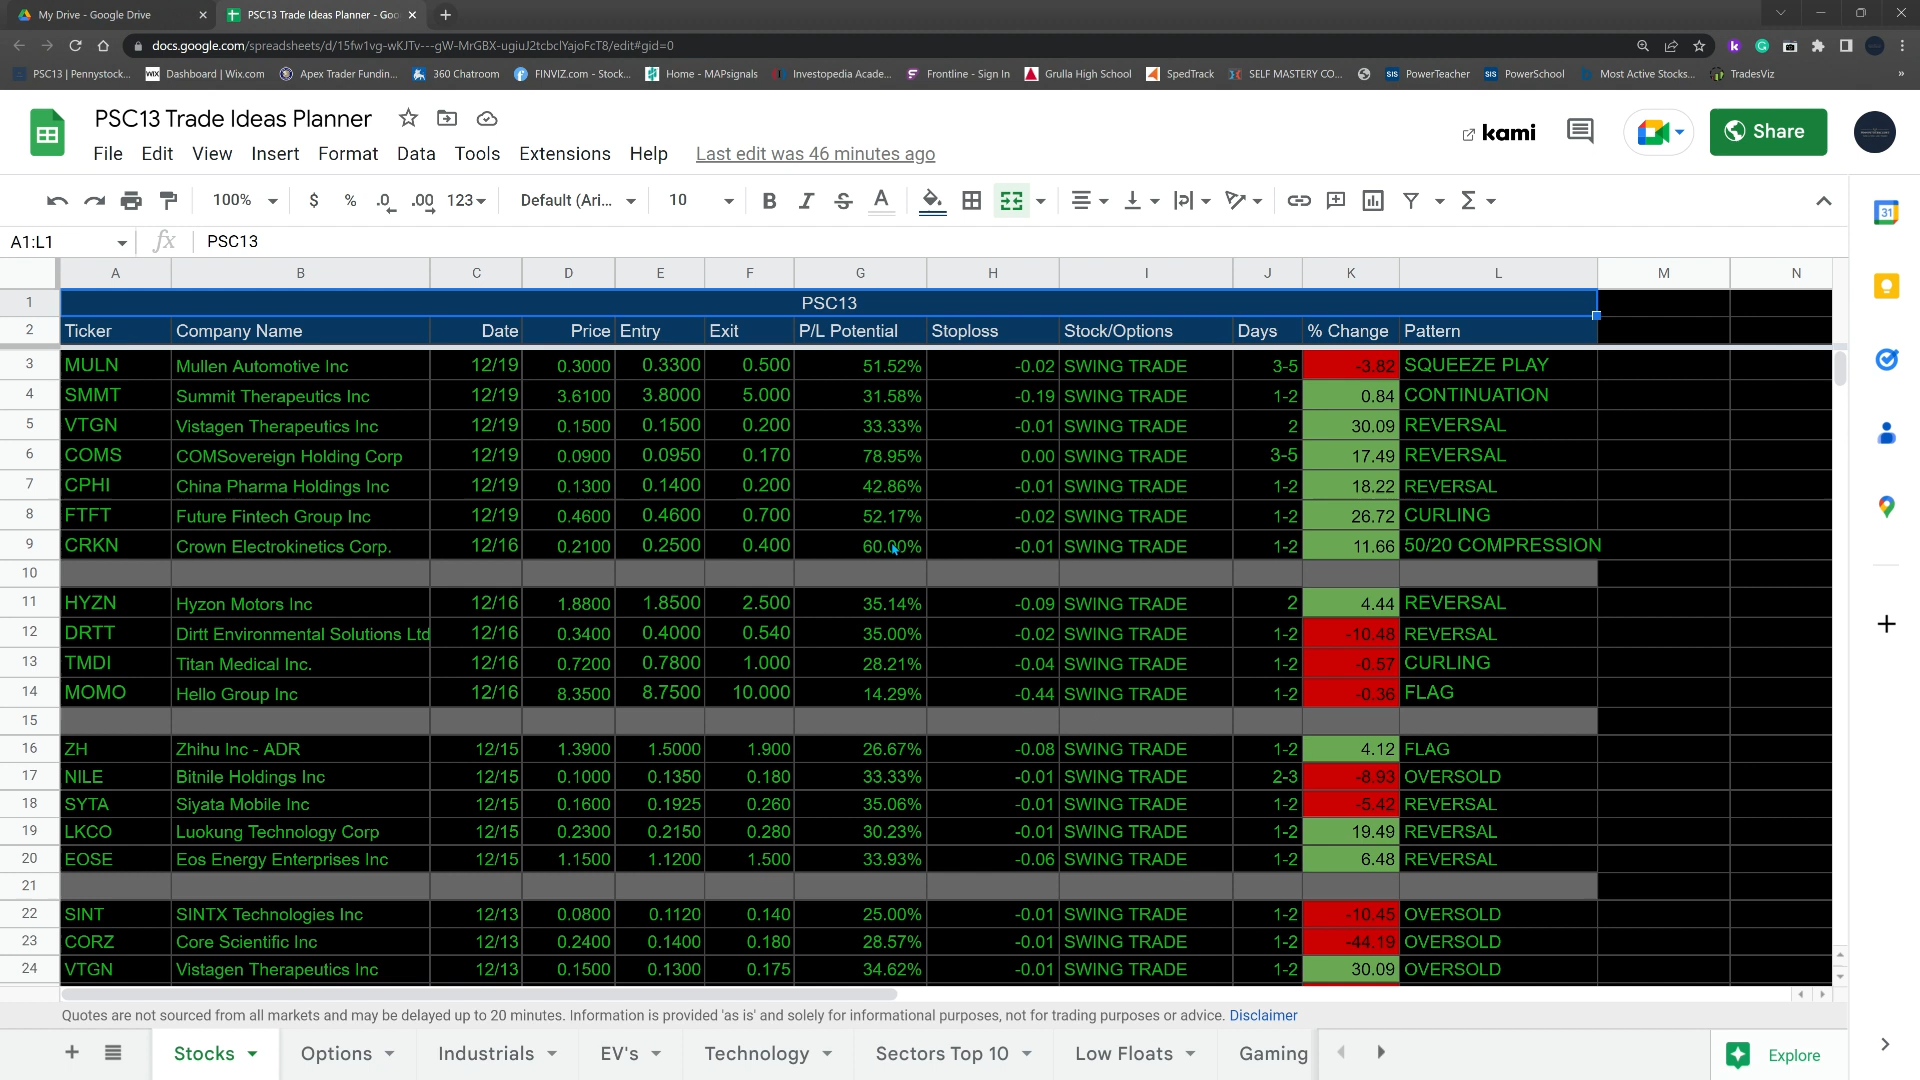 My Drive - Google Drive
PSC13 Trade Ideas Planner - Goo
docs.google.com/spreadsheets/d/15fw1vg-wKJTv---gW-MrGBX-ugiuJ2tcbclYajoFcT8/edit#gid=0
PSC13 | Pennystock... Dashboard | Wix.com Apex Trader Fundin... 360 Chatroom FINVIZ.com - Stock... Home - MAPsignals Investopedia Acade... Frontline - Sign In Grulla High School SpedTrack SELF MASTERY CO... PowerTeacher PowerSchool Most Active Stocks... TradesViz
PSC13 Trade Ideas Planner
kami
Share
File Edit View Insert Format Data Tools Extensions Help Last edit was 46 minutes ago
100% $ % .0 .00 123 Default (Ari... 10 B I S A
A1:L1 fx PSC13
A B C D E F G H I J K L M N
1 PSC13
2 Ticker Company Name Date Price Entry Exit P/L Potential Stoploss Stock/Options Days % Change Pattern
3 MULN Mullen Automotive Inc 12/19 0.3000 0.3300 0.500 51.52% -0.02 SWING TRADE 3-5 -3.82 SQUEEZE PLAY
4 SMMT Summit Therapeutics Inc 12/19 3.6100 3.8000 5.000 31.58% -0.19 SWING TRADE 1-2 0.84 CONTINUATION
5 VTGN Vistagen Therapeutics Inc 12/19 0.1500 0.1500 0.200 33.33% -0.01 SWING TRADE 2 30.09 REVERSAL
6 COMS COMSovereign Holding Corp 12/19 0.0900 0.0950 0.170 78.95% 0.00 SWING TRADE 3-5 17.49 REVERSAL
7 CPHI China Pharma Holdings Inc 12/19 0.1300 0.1400 0.200 42.86% -0.01 SWING TRADE 1-2 18.22 REVERSAL
8 FTFT Future Fintech Group Inc 12/19 0.4600 0.4600 0.700 52.17% -0.02 SWING TRADE 1-2 26.72 CURLING
9 CRKN Crown Electrokinetics Corp. 12/16 0.2100 0.2500 0.400 60.00% -0.01 SWING TRADE 1-2 11.66 50/20 COMPRESSION
10
11 HYZN Hyzon Motors Inc 12/16 1.8800 1.8500 2.500 35.14% -0.09 SWING TRADE 2 4.44 REVERSAL
12 DRTT Dirtt Environmental Solutions Ltd 12/16 0.3400 0.4000 0.540 35.00% -0.02 SWING TRADE 1-2 -10.48 REVERSAL
13 TMDI Titan Medical Inc. 12/16 0.7200 0.7800 1.000 28.21% -0.04 SWING TRADE 1-2 -0.57 CURLING
14 MOMO Hello Group Inc 12/16 8.3500 8.7500 10.000 14.29% -0.44 SWING TRADE 1-2 -0.36 FLAG
15
16 ZH Zhihu Inc - ADR 12/15 1.3900 1.5000 1.900 26.67% -0.08 SWING TRADE 1-2 4.12 FLAG
17 NILE Bitnile Holdings Inc 12/15 0.1000 0.1350 0.180 33.33% -0.01 SWING TRADE 2-3 -8.93 OVERSOLD
18 SYTA Siyata Mobile Inc 12/15 0.1600 0.1925 0.260 35.06% -0.01 SWING TRADE 1-2 -5.42 REVERSAL
19 LKCO Luokung Technology Corp 12/15 0.2300 0.2150 0.280 30.23% -0.01 SWING TRADE 1-2 19.49 REVERSAL
20 EOSE Eos Energy Enterprises Inc 12/15 1.1500 1.1200 1.500 33.93% -0.06 SWING TRADE 1-2 6.48 REVERSAL
21
22 SINT SINTX Technologies Inc 12/13 0.0800 0.1120 0.140 25.00% -0.01 SWING TRADE 1-2 -10.45 OVERSOLD
23 CORZ Core Scientific Inc 12/13 0.2400 0.1400 0.180 28.57% -0.01 SWING TRADE 1-2 -44.19 OVERSOLD
24 VTGN Vistagen Therapeutics Inc 12/13 0.1500 0.1300 0.175 34.62% -0.01 SWING TRADE 1-2 30.09 OVERSOLD
Quotes are not sourced from all markets and may be delayed up to 20 minutes. Information is provided 'as is' and solely for informational purposes, not for trading purposes or advice. Disclaimer
Stocks Options Industrials EV's Technology Sectors Top 10 Low Floats Gaming Explore